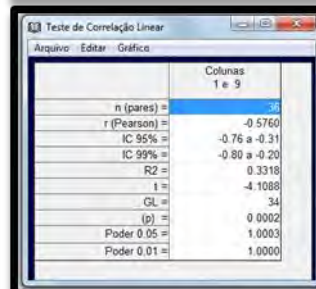 Teste de Correlação Linear
Arquivo Editar Gráfico
Colunas
1 e 9
n (pares) = 36
r (Pearson) = -0.5760
IC 95% = -0.76 a -0.31
IC 99% = -0.80 a -0.20
R2 = 0.3318
t = -4.1088
GL = 34
(p) = 0.0002
Poder 0.05 = 1.0003
Poder 0.01 = 1.0000